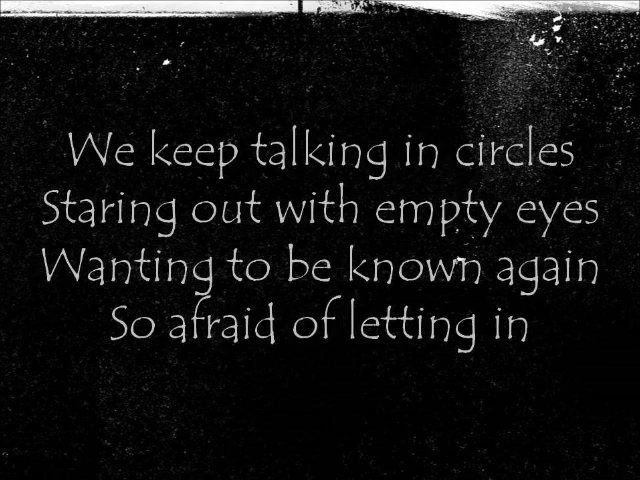 We keep talking in circles
Staring out with empty eyes
Wanting to be known again
So afraid of letting in